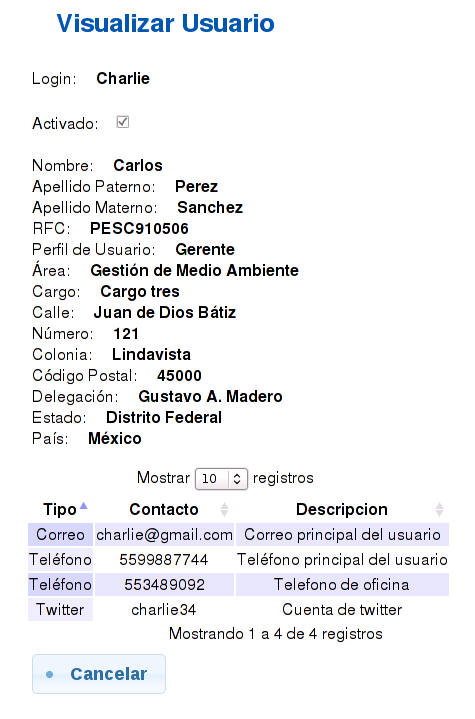 Visualizar Usuario
Login: Charlie
Activado:
Nombre: Carlos
Apellido Paterno: Perez
Apellido Materno: Sanchez
RFC: PESC910506
Perfil de Usuario: Gerente
Área: Gestión de Medio Ambiente
Cargo: Cargo tres
Calle: Juan de Dios Bátiz
Número: 121
Colonia: Lindavista
Código Postal: 45000
Delegación: Gustavo A. Madero
Estado: Distrito Federal
País: México
Mostrar 10 registros
Tipo Contacto Descripcion
Correo charlie@gmail.com Correo principal del usuario
Teléfono 5599887744 Teléfono principal del usuario
Teléfono 553489092 Telefono de oficina
Twitter charlie34 Cuenta de twitter
Mostrando 1 a 4 de 4 registros
Cancelar